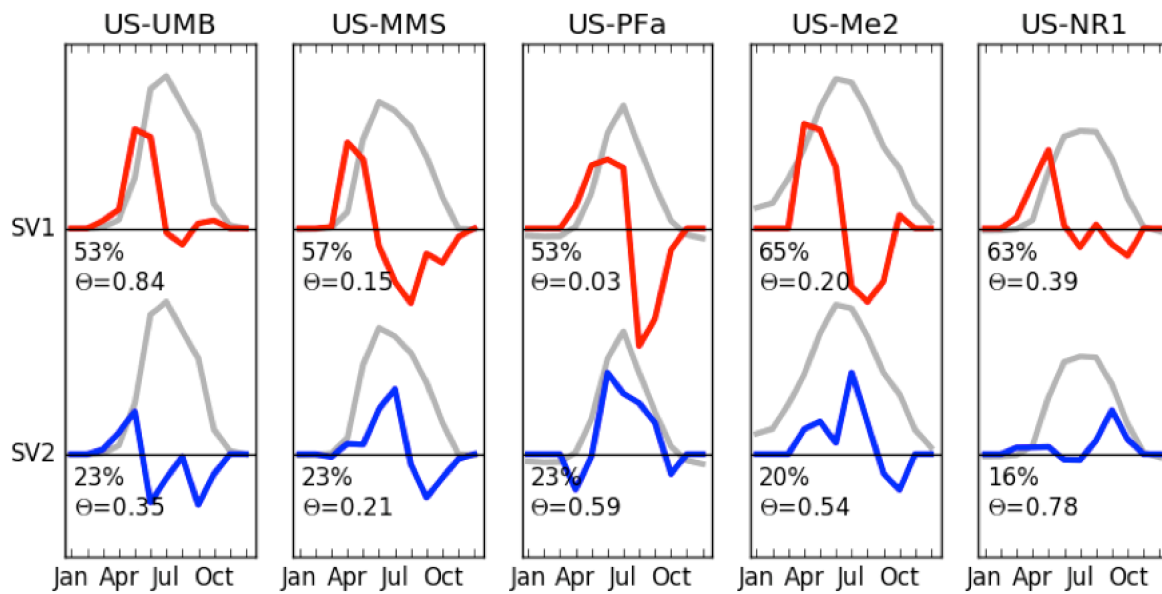 US-UMB US-MMS US-PFa US-Me2 US-NR1
SV1
53% 57% 53% 65% 63%
Θ=0.84 Θ=0.15 Θ=0.03 Θ=0.20 Θ=0.39
SV2
23% 23% 23% 20% 16%
Θ=0.35 Θ=0.21 Θ=0.59 Θ=0.54 Θ=0.78
Jan Apr Jul Oct Jan Apr Jul Oct Jan Apr Jul Oct Jan Apr Jul Oct Jan Apr Jul Oct